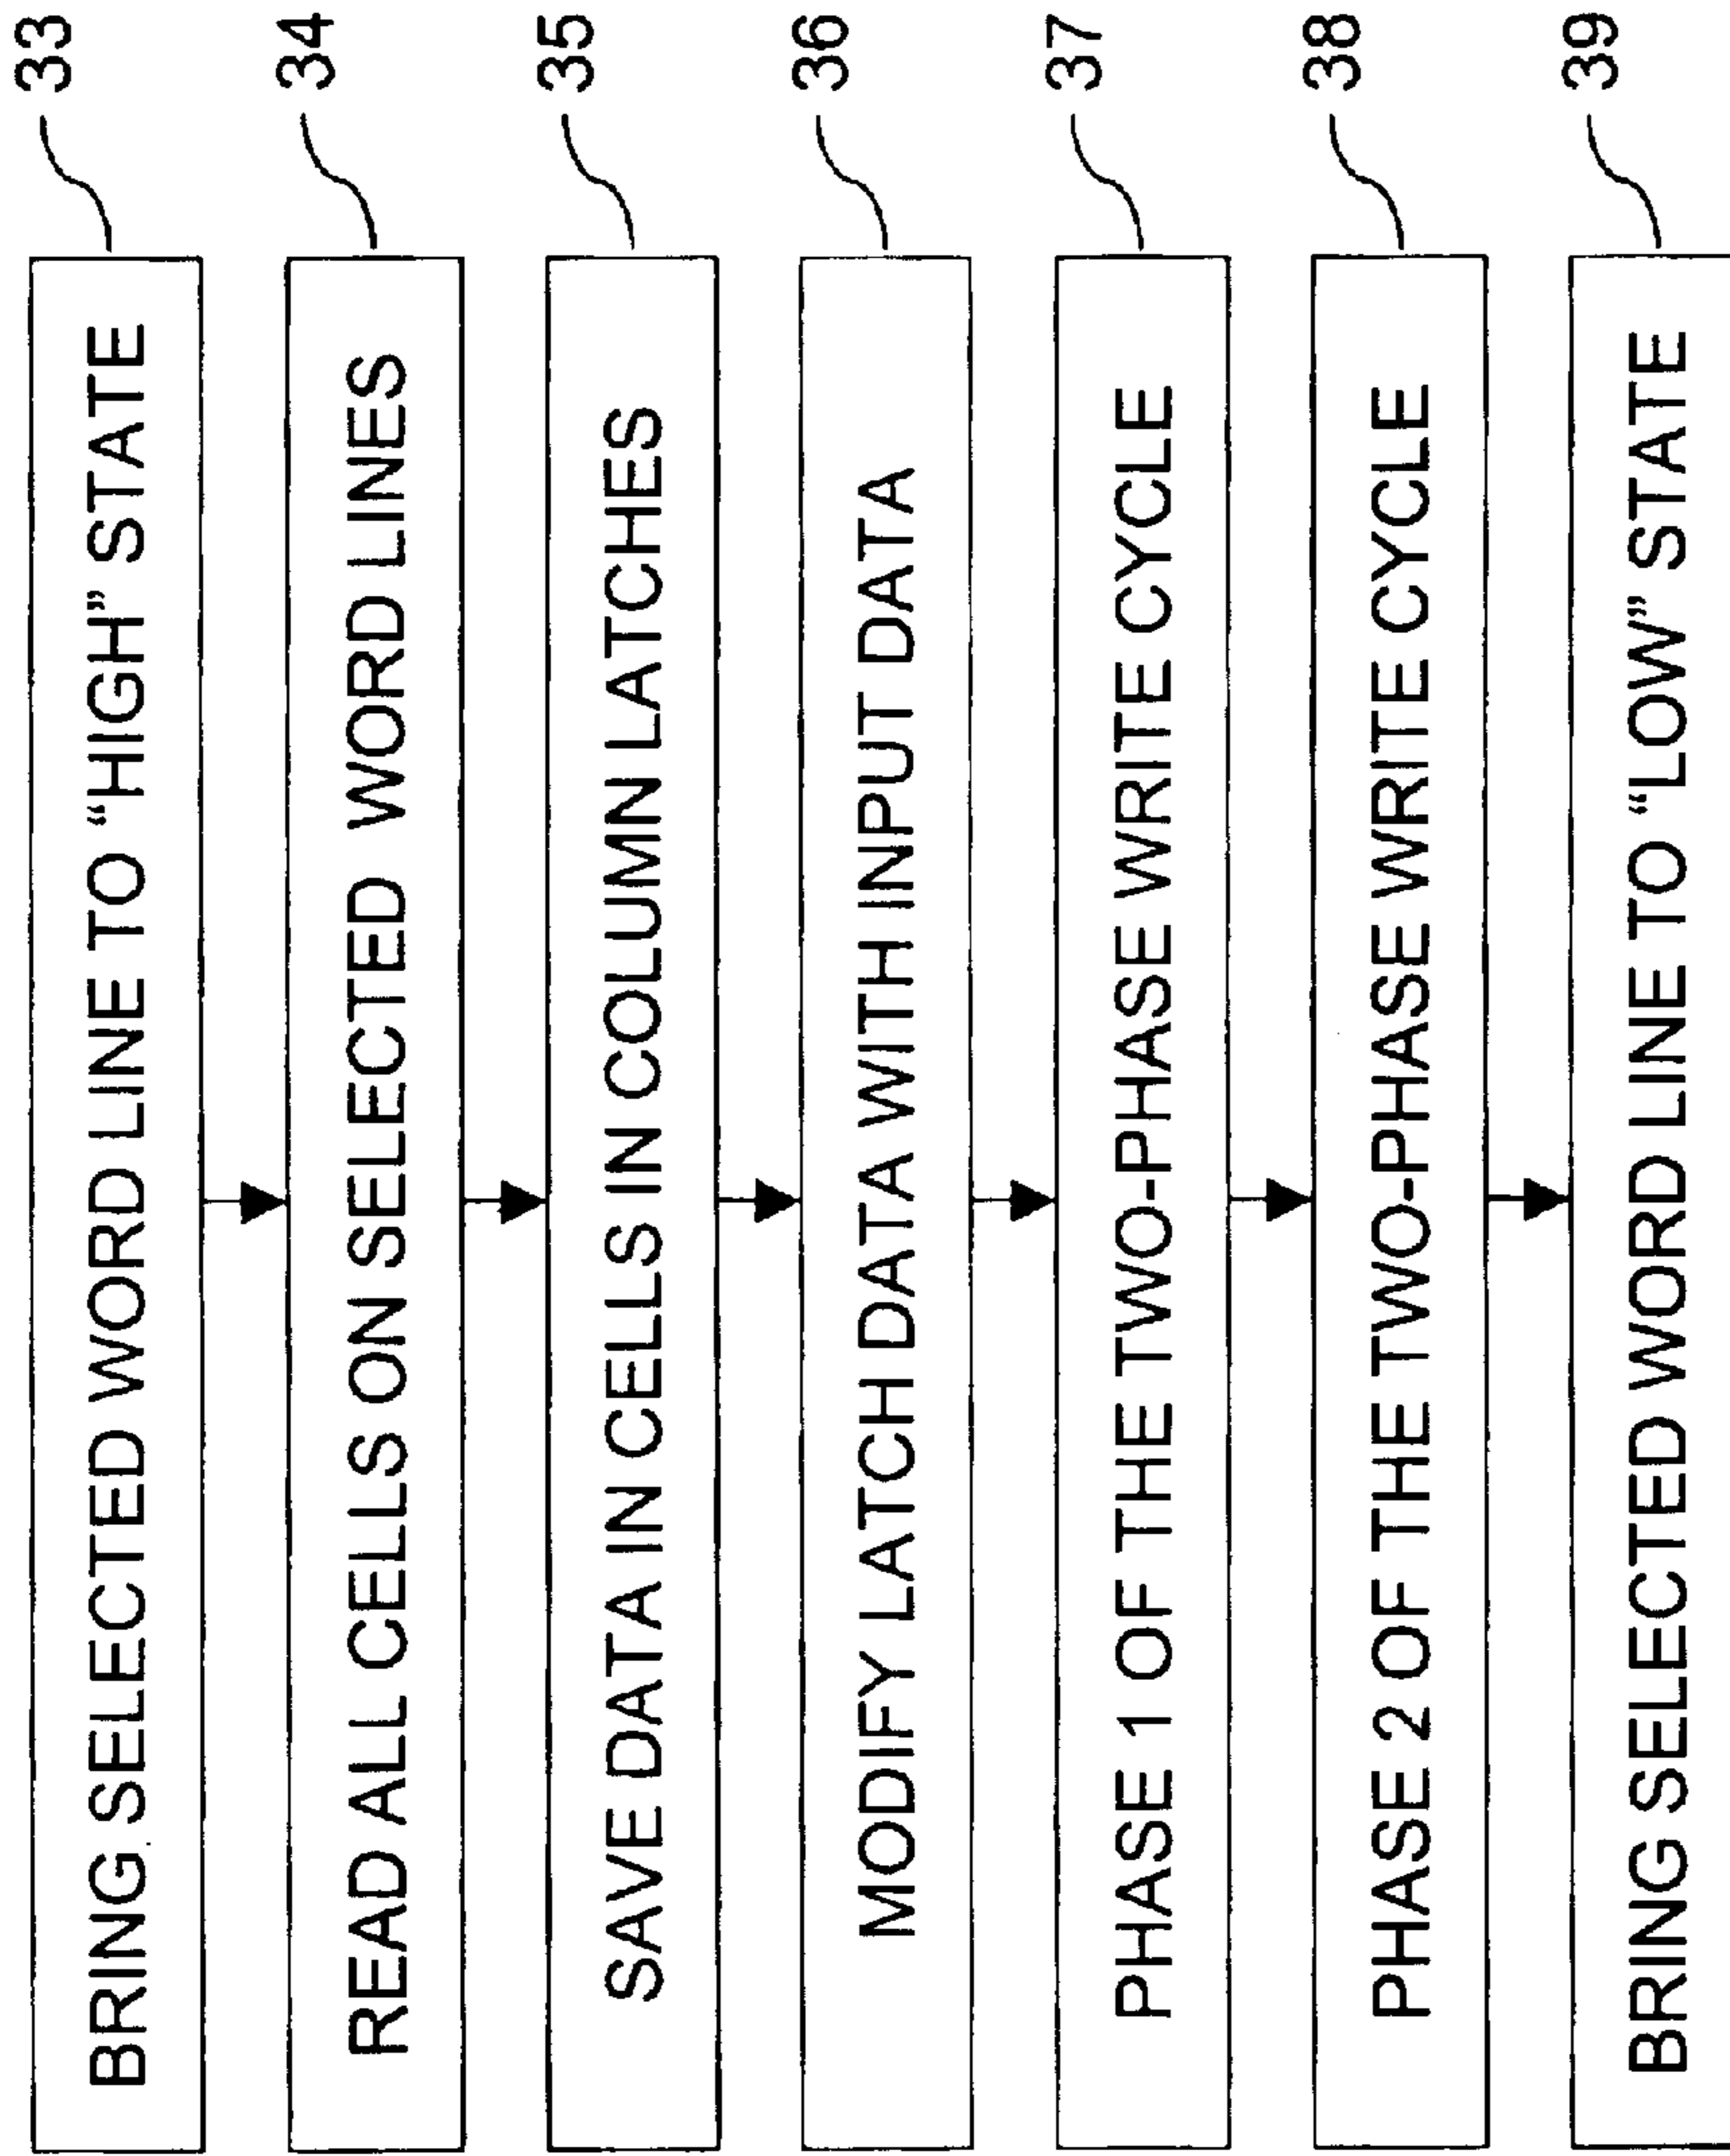 BRING SELECTED WORD LINE TO “HIGH” STATE 33
READ ALL CELLS ON SELECTED WORD LINES 34
SAVE DATA IN CELLS IN COLUMN LATCHES 35
MODIFY LATCH DATA WITH INPUT DATA 36
PHASE 1 OF THE TWO-PHASE WRITE CYCLE 37
PHASE 2 OF THE TWO-PHASE WRITE CYCLE 38
BRING SELECTED WORD LINE TO “LOW” STATE 39